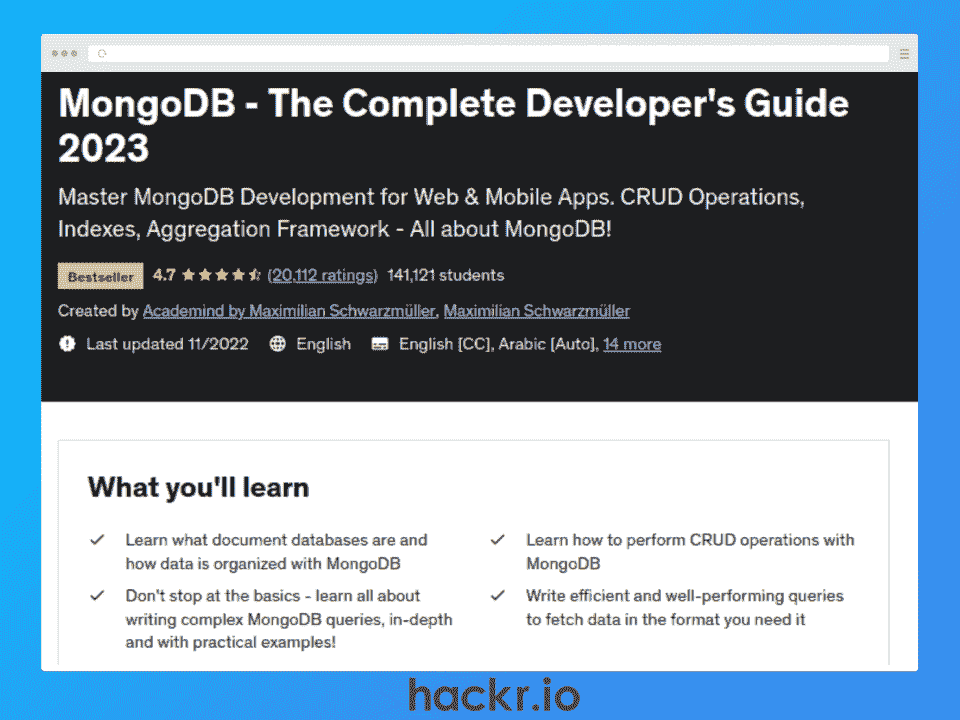 MongoDB - The Complete Developer's Guide
2023
Master MongoDB Development for Web & Mobile Apps. CRUD Operations,
Indexes, Aggregation Framework - All about MongoDB!
Bestseller 4.7 (20,112 ratings) 141,121 students
Created by Academind by Maximilian Schwarzmüller, Maximilian Schwarzmüller
Last updated 11/2022 English English [CC], Arabic [Auto], 14 more
What you'll learn
Learn what document databases are and
how data is organized with MongoDB
Don't stop at the basics - learn all about
writing complex MongoDB queries, in-depth
and with practical examples!
Learn how to perform CRUD operations with
MongoDB
Write efficient and well-performing queries
to fetch data in the format you need it
hackr.io